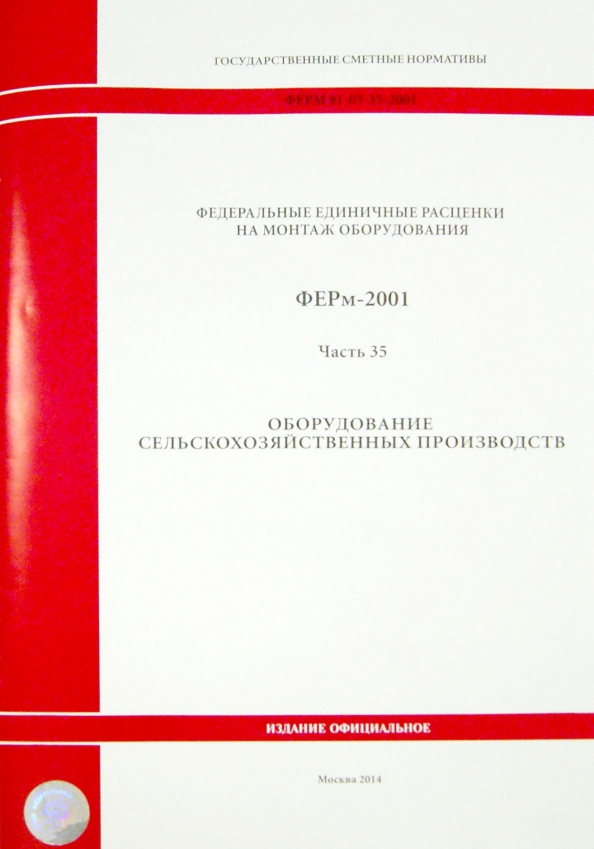 ГОСУДАРСТВЕННЫЕ СМЕТНЫЕ НОРМАТИВЫ
ФЕРМ 81-03-35-2001
ФЕДЕРАЛЬНЫЕ ЕДИНИЧНЫЕ РАСЦЕНКИ
НА МОНТАЖ ОБОРУДОВАНИЯ
ФЕРм-2001
Часть 35
ОБОРУДОВАНИЕ
СЕЛЬСКОХОЗЯЙСТВЕННЫХ ПРОИЗВОДСТВ
ИЗДАНИЕ ОФИЦИАЛЬНОЕ
Москва 2014